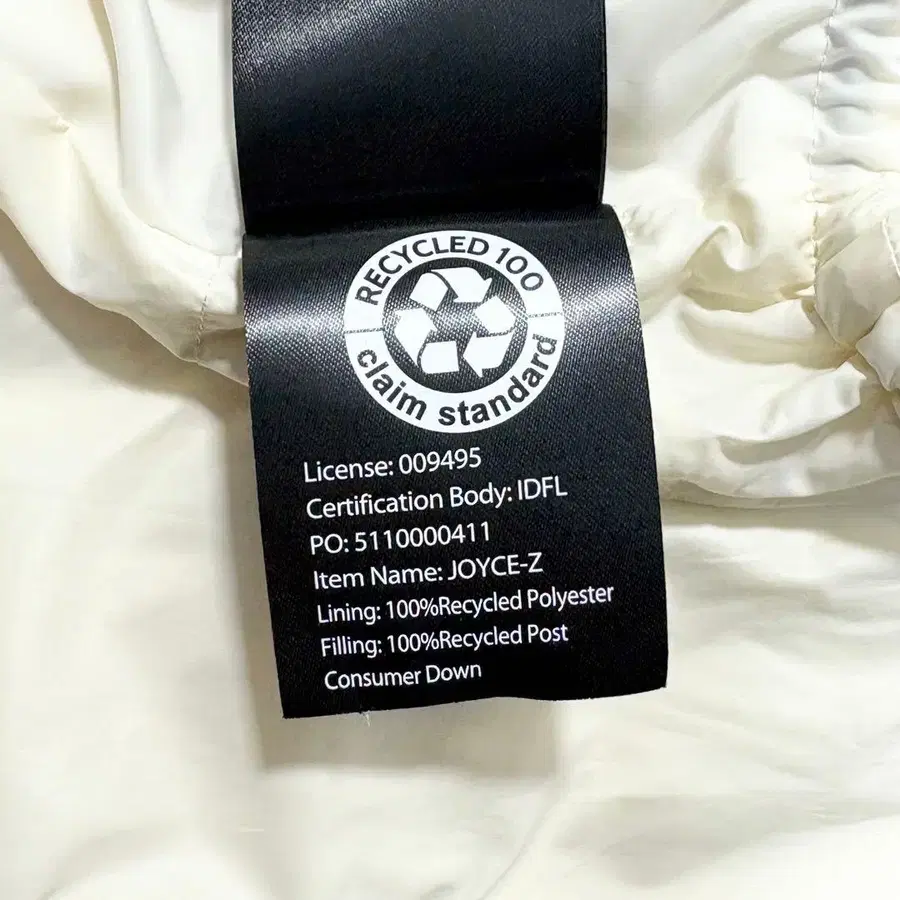 RECYCLED 100
claim standard
License: 009495
Certification Body: IDFL
PO: 5110000411
Item Name: JOYCE-Z
Lining: 100%Recycled Polyester
Filling: 100%Recycled Post
Consumer Down